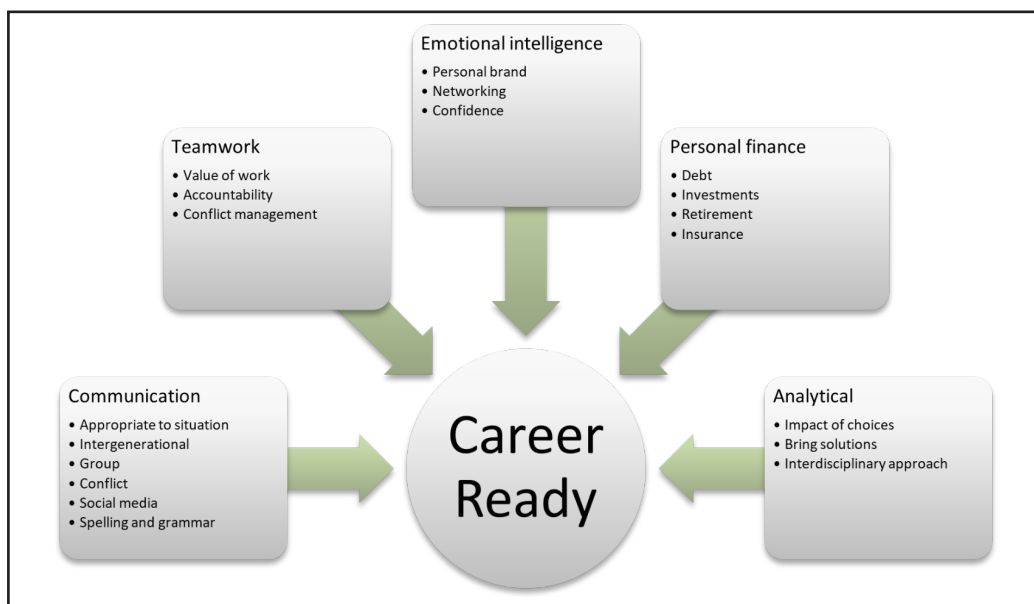 Emotional intelligence
• Personal brand
• Networking
• Confidence
Teamwork
• Value of work
• Accountability
• Conflict management
Personal finance
• Debt
• Investments
• Retirement
• Insurance
Communication
• Appropriate to situation
• Intergenerational
• Group
• Conflict
• Social media
• Spelling and grammar
Career
Ready
Analytical
• Impact of choices
• Bring solutions
• Interdisciplinary approach